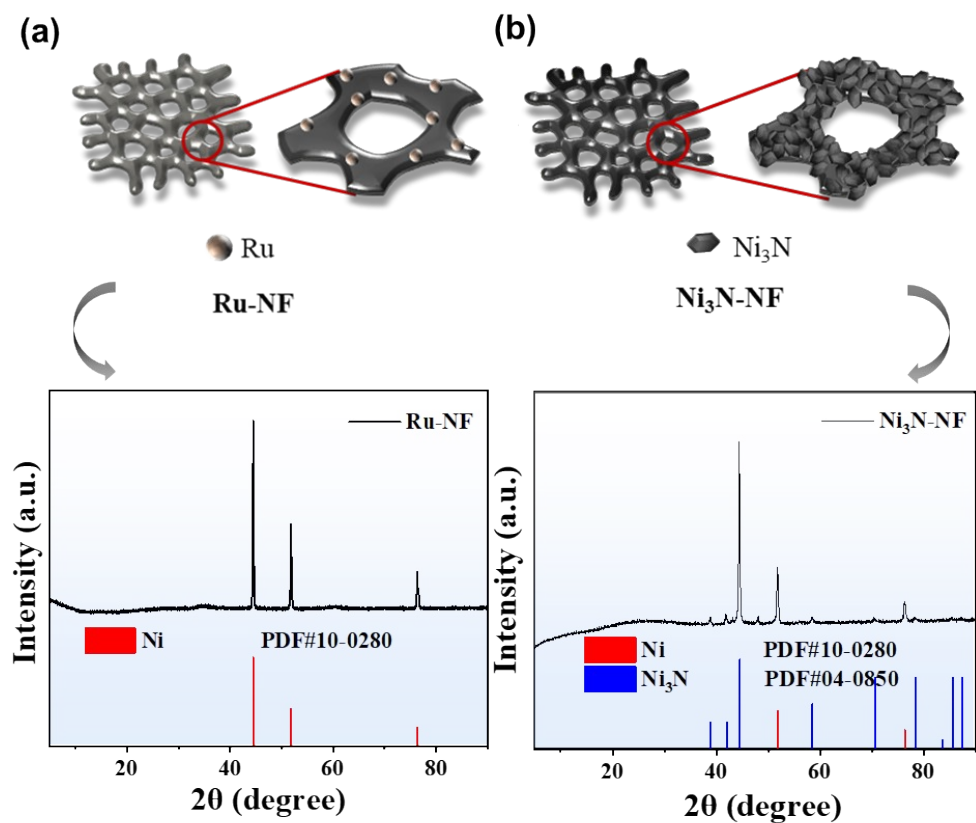 (a)
(b)
Ru
Ni₃N
Ru-NF
Ni₃N-NF
Intensity (a.u.)
Ru-NF
Ni PDF#10-0280
20 40 60 80
2θ (degree)
Intensity (a.u.)
Ni₃N-NF
Ni PDF#10-0280
Ni₃N PDF#04-0850
20 40 60 80
2θ (degree)